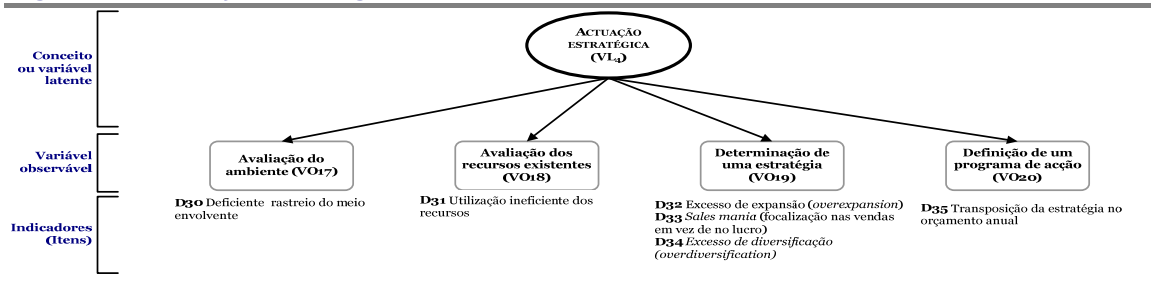 ACTUAÇÃO
ESTRATÉGICA
(VL4)
Conceito
ou variável
latente
Variável
observável
Avaliação do
ambiente (VO17)
Avaliação dos
recursos existentes
(VO18)
Determinação de
uma estratégia
(VO19)
Definição de um
programa de acção
(VO20)
Indicadores
(Itens)
D30 Deficiente rastreio do meio
envolvente
D31 Utilização ineficiente dos
recursos
D32 Excesso de expansão (overexpansion)
D33 Sales mania (focalização nas vendas
em vez de no lucro)
D34 Excesso de diversificação
(overdiversification)
D35 Transposição da estratégia no
orçamento anual